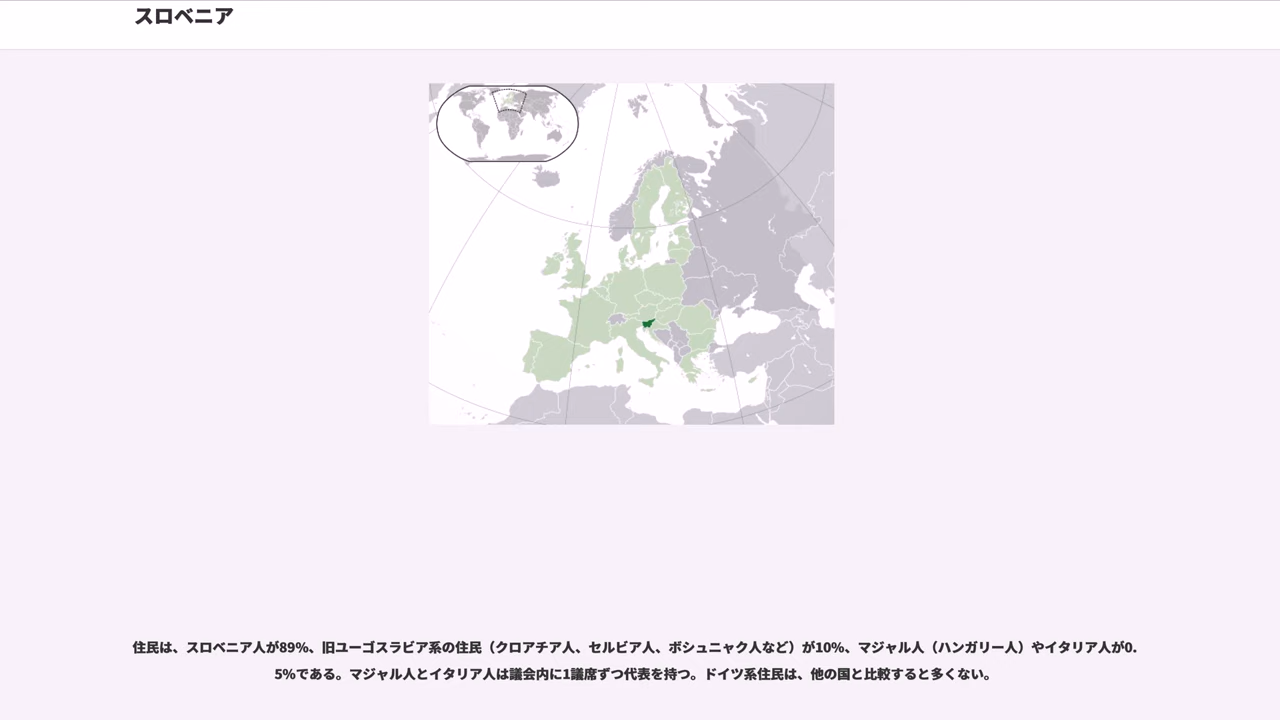 スロベニア
住民は、スロベニア人が89%、旧ユーゴスラビア系の住民（クロアチア人、セルビア人、ボシュニャク人など）が10%、マジャル人（ハンガリー人）やイタリア人が0.
5%である。マジャル人とイタリア人は議会内に1議席ずつ代表を持つ。ドイツ系住民は、他の国と比較すると多くない。